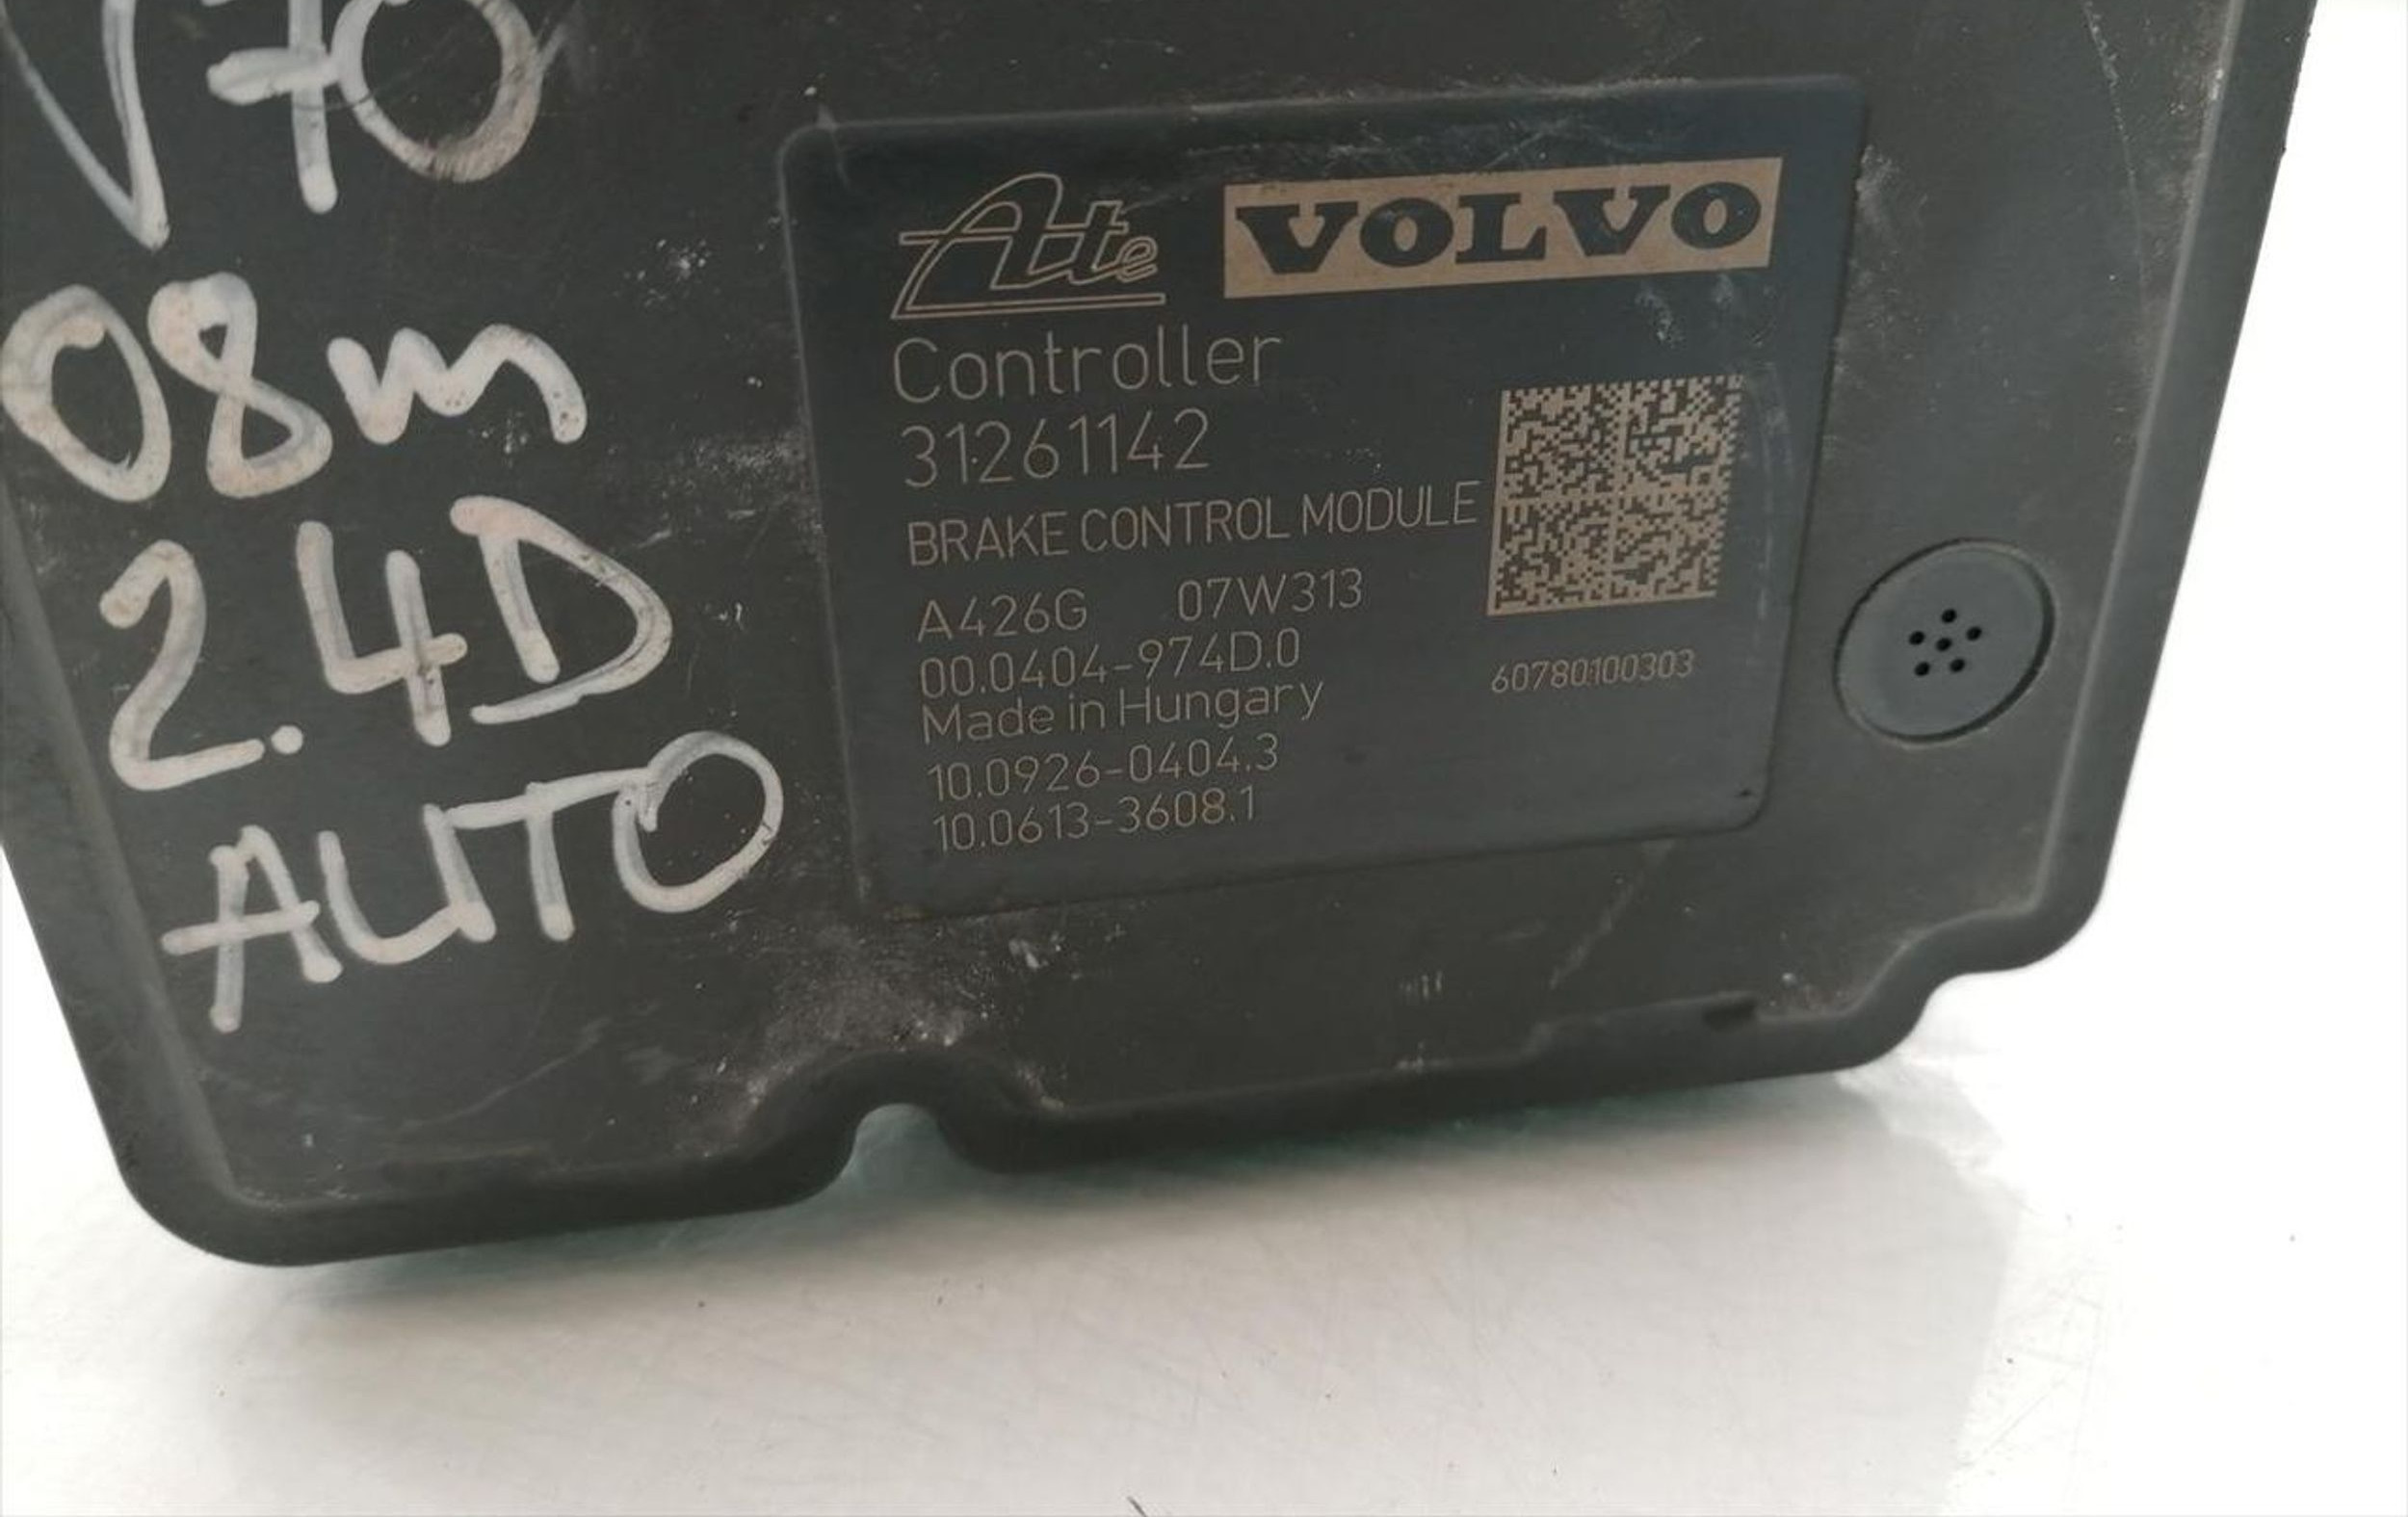 V70
08m
2.4D
AUTO
Ate VOLVO
Controller
31261142
BRAKE CONTROL MODULE
A426G 07W313
00.0404-974D.0
Made in Hungary
10.0926-0404.3
10.0613-3608.1
60780100303